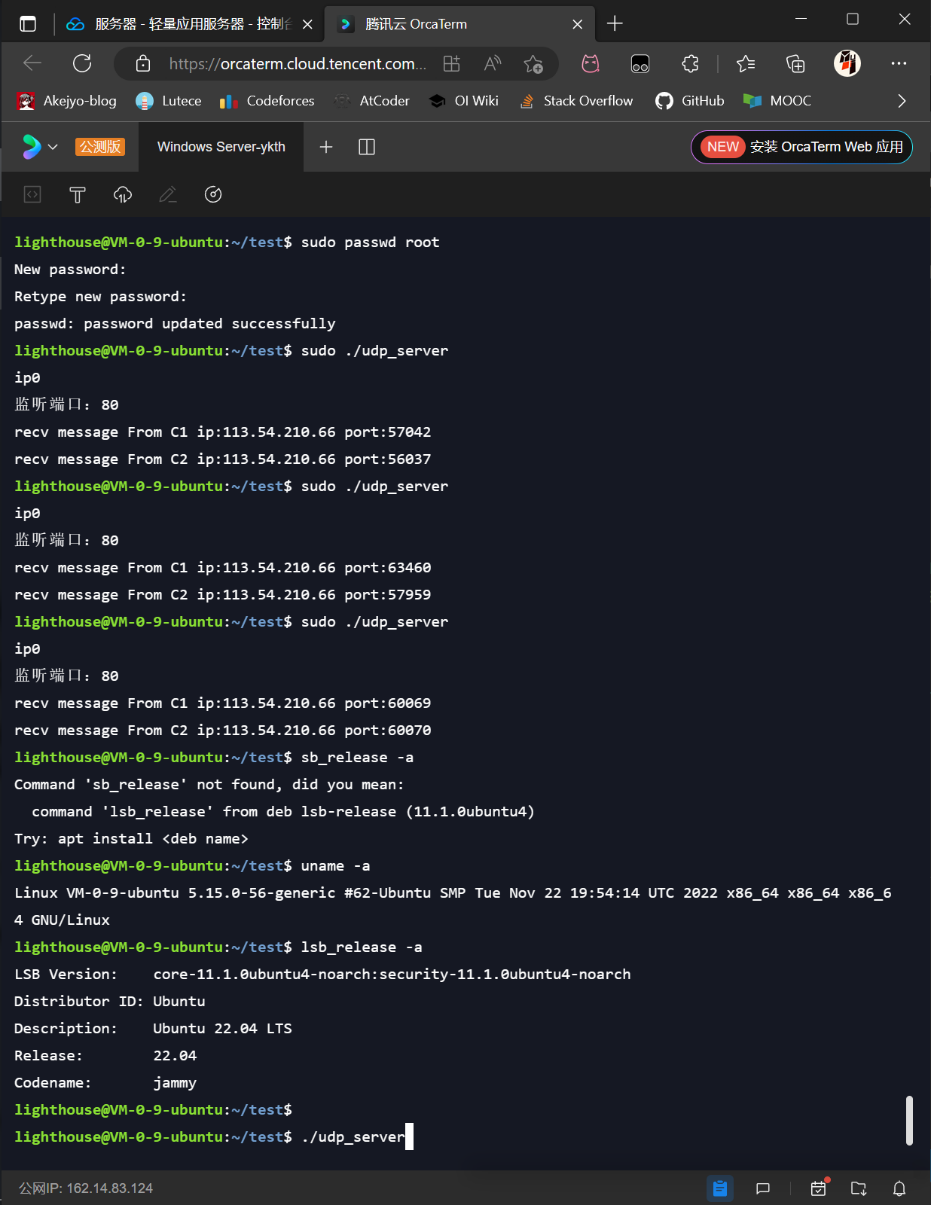 服务器 - 轻量应用服务器 - 控制台
腾讯云 OrcaTerm
https://orcaterm.cloud.tencent.com...
Akejyo-blog
Lutece
Codeforces
AtCoder
OI Wiki
Stack Overflow
GitHub
MOOC
公测版
Windows Server-ykth
NEW 安装 OrcaTerm Web 应用
lighthouse@VM-0-9-ubuntu:~/test$ sudo passwd root
New password:
Retype new password:
passwd: password updated successfully
lighthouse@VM-0-9-ubuntu:~/test$ sudo ./udp_server
ip0
监听端口: 80
recv message From C1 ip:113.54.210.66 port:57042
recv message From C2 ip:113.54.210.66 port:56037
lighthouse@VM-0-9-ubuntu:~/test$ sudo ./udp_server
ip0
监听端口: 80
recv message From C1 ip:113.54.210.66 port:63460
recv message From C2 ip:113.54.210.66 port:57959
lighthouse@VM-0-9-ubuntu:~/test$ sudo ./udp_server
ip0
监听端口: 80
recv message From C1 ip:113.54.210.66 port:60069
recv message From C2 ip:113.54.210.66 port:60070
lighthouse@VM-0-9-ubuntu:~/test$ sb_release -a
Command 'sb_release' not found, did you mean:
  command 'lsb_release' from deb lsb-release (11.1.0ubuntu4)
Try: apt install <deb name>
lighthouse@VM-0-9-ubuntu:~/test$ uname -a
Linux VM-0-9-ubuntu 5.15.0-56-generic #62-Ubuntu SMP Tue Nov 22 19:54:14 UTC 2022 x86_64 x86_64 x86_6
4 GNU/Linux
lighthouse@VM-0-9-ubuntu:~/test$ lsb_release -a
LSB Version:    core-11.1.0ubuntu4-noarch:security-11.1.0ubuntu4-noarch
Distributor ID: Ubuntu
Description:    Ubuntu 22.04 LTS
Release:        22.04
Codename:       jammy
lighthouse@VM-0-9-ubuntu:~/test$
lighthouse@VM-0-9-ubuntu:~/test$ ./udp_server
公网IP: 162.14.83.124